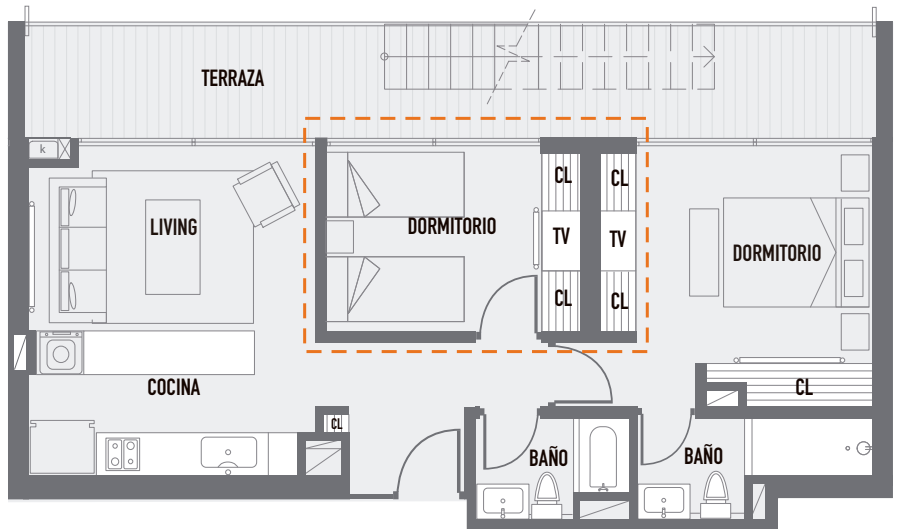 TERRAZA
k
CL
CL
LIVING
DORMITORIO
TV
TV
DORMITORIO
CL
CL
COCINA
CL
CL
BAÑO
BAÑO